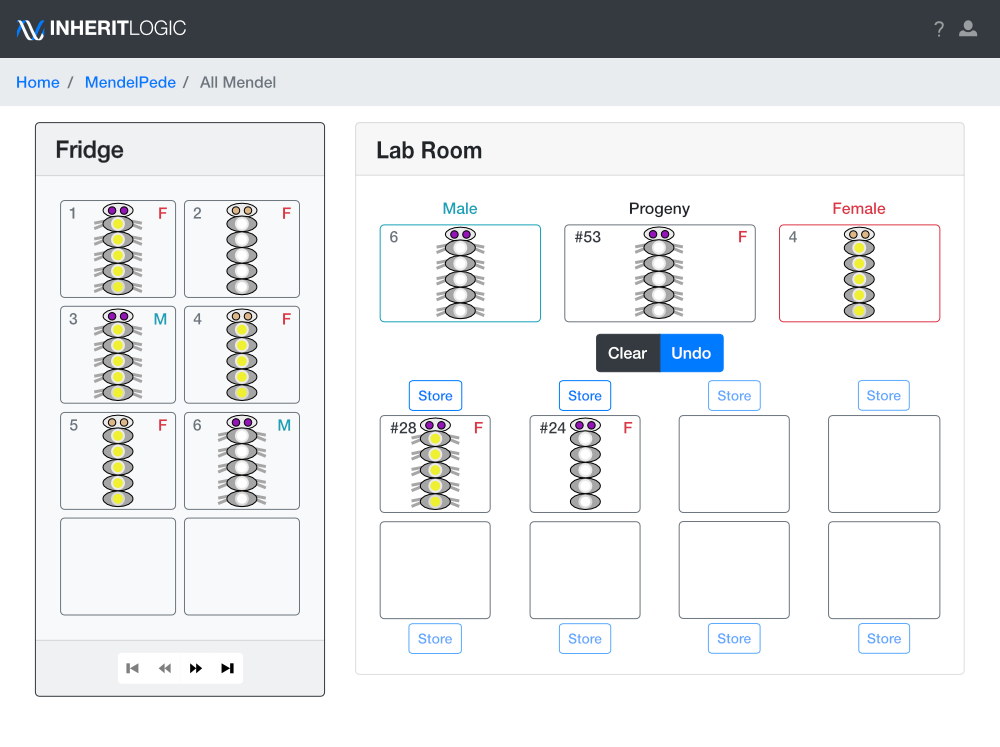 INHERITLOGIC
?
Home / MendelPede / All Mendel
Fridge
1 F
2 F
3 M
4 F
5 F
6 M
Lab Room
Male
Progeny
Female
6
#53 F
4
Clear Undo
Store Store Store Store
#28 F
#24 F
Store Store Store Store